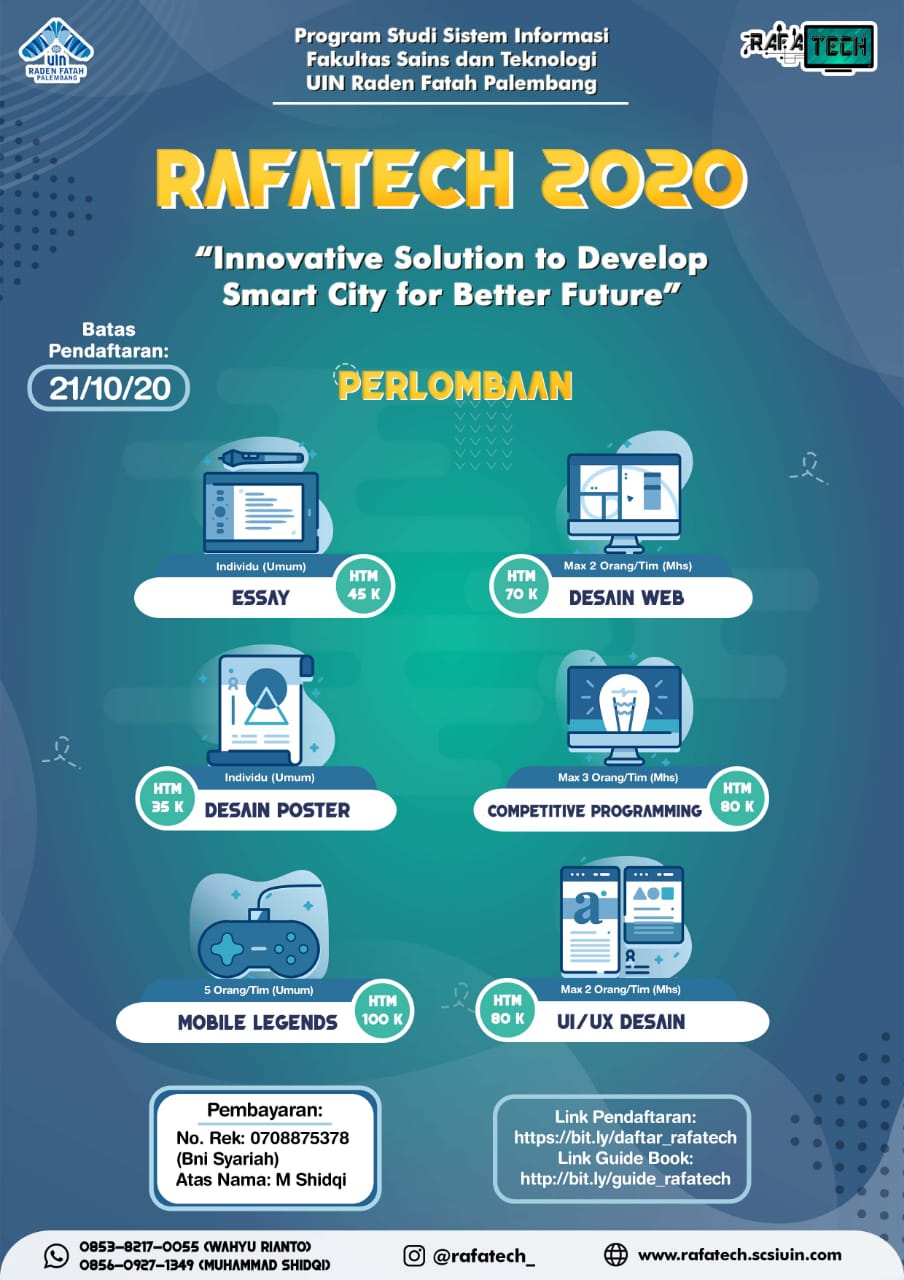 UIN
RADEN FATAH
PALEMBANG
Program Studi Sistem Informasi
Fakultas Sains dan Teknologi
UIN Raden Fatah Palembang
RAFA TECH
RAFATECH 2020
“Innovative Solution to Develop
Smart City for Better Future”
Batas
Pendaftaran:
21/10/20
PERLOMBAAN
Individu (Umum)
ESSAY
HTM
45 K
Max 2 Orang/Tim (Mhs)
HTM
70 K
DESAIN WEB
Individu (Umum)
HTM
35 K
DESAIN POSTER
Max 3 Orang/Tim (Mhs)
COMPETITIVE PROGRAMMING
HTM
80 K
5 Orang/Tim (Umum)
MOBILE LEGENDS
HTM
100 K
a
Max 2 Orang/Tim (Mhs)
HTM
80 K
UI/UX DESAIN
Pembayaran:
No. Rek: 0708875378
(Bni Syariah)
Atas Nama: M Shidqi
Link Pendaftaran:
https://bit.ly/daftar_rafatech
Link Guide Book:
http://bit.ly/guide_rafatech
0853-8217-0055 (WAHYU RIANTO)
0856-0927-1349 (MUHAMMAD SHIDQI)
@rafatech_
www.rafatech.scsiuin.com